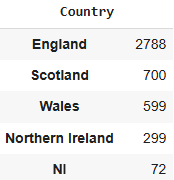 Country
England 2788
Scotland 700
Wales 599
Northern Ireland 299
NI 72